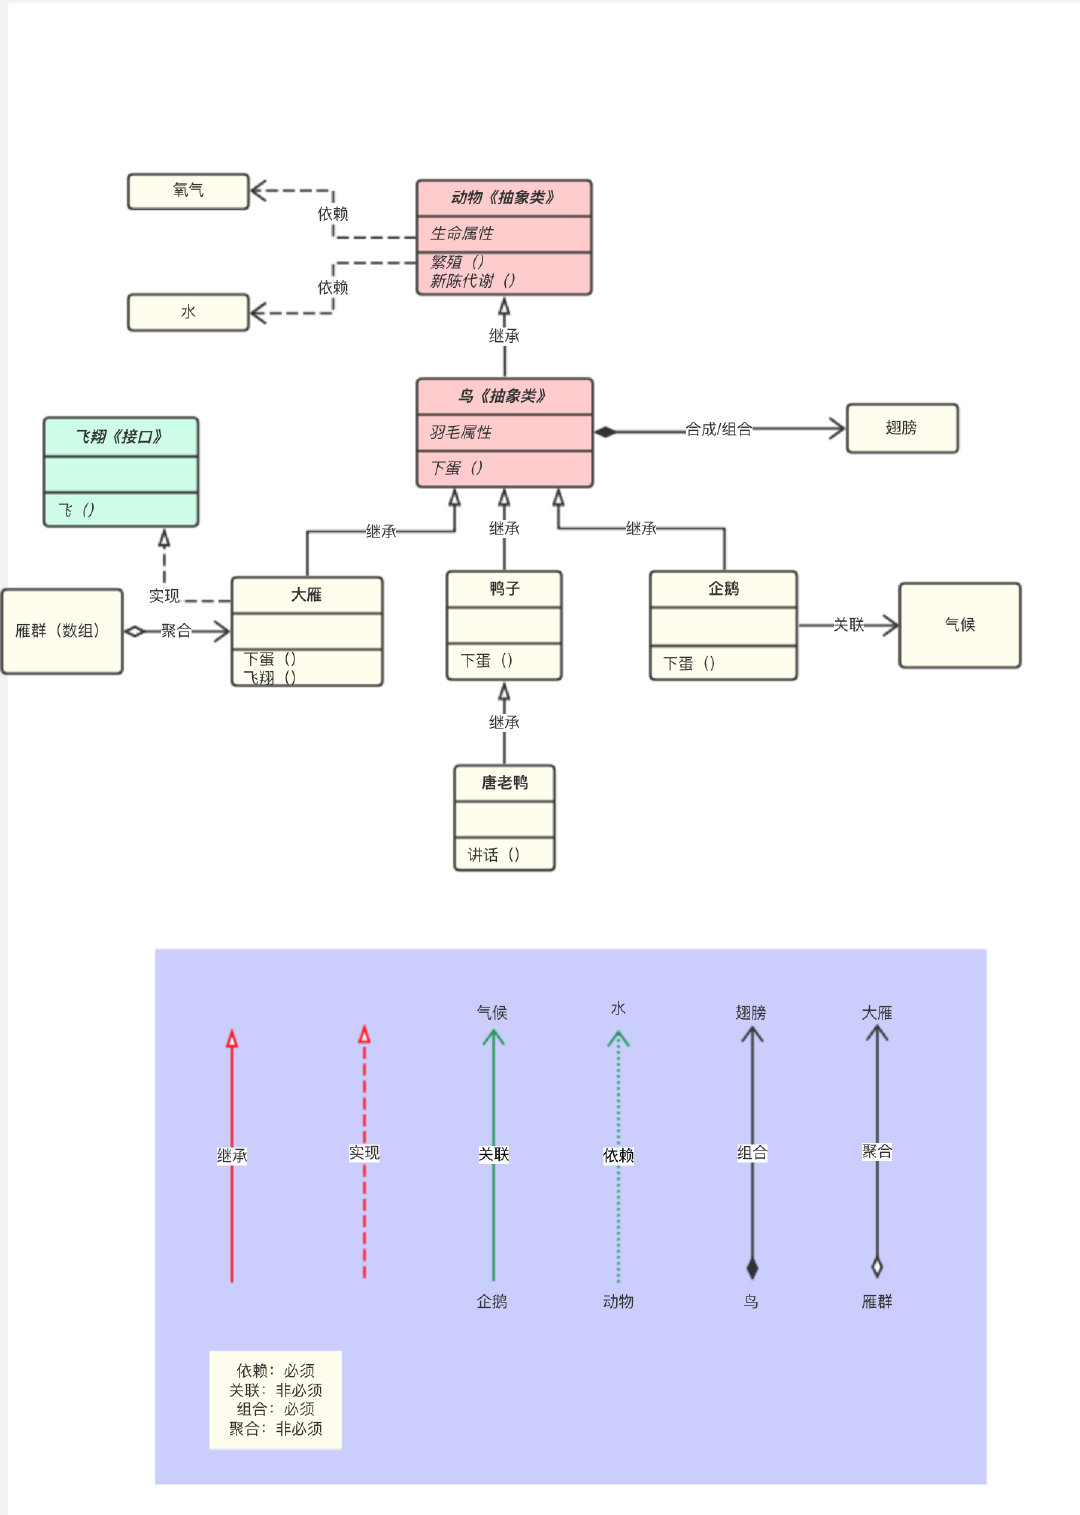 氧气
动物《抽象类》
依赖
生命属性
繁殖（）
新陈代谢（）
依赖
水
继承
鸟《抽象类》
羽毛属性
合成/组合
翅膀
飞翔《接口》
下蛋（）
飞（）
继承
继承
继承
实现
大雁
鸭子
企鹅
雁群（数组）
聚合
关联
气候
下蛋（）
飞翔（）
下蛋（）
下蛋（）
继承
唐老鸭
讲话（）
气候
水
翅膀
大雁
继承
实现
关联
依赖
组合
聚合
企鹅
动物
鸟
雁群
依赖：必须
关联：非必须
组合：必须
聚合：非必须